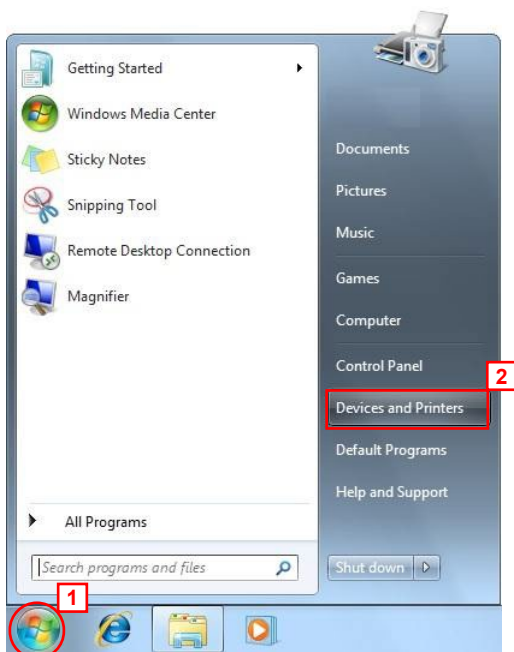 Getting Started
Windows Media Center
Sticky Notes
Snipping Tool
Remote Desktop Connection
Magnifier
All Programs
Search programs and files
Documents
Pictures
Music
Games
Computer
Control Panel
2
Devices and Printers
Default Programs
Help and Support
Shut down
1